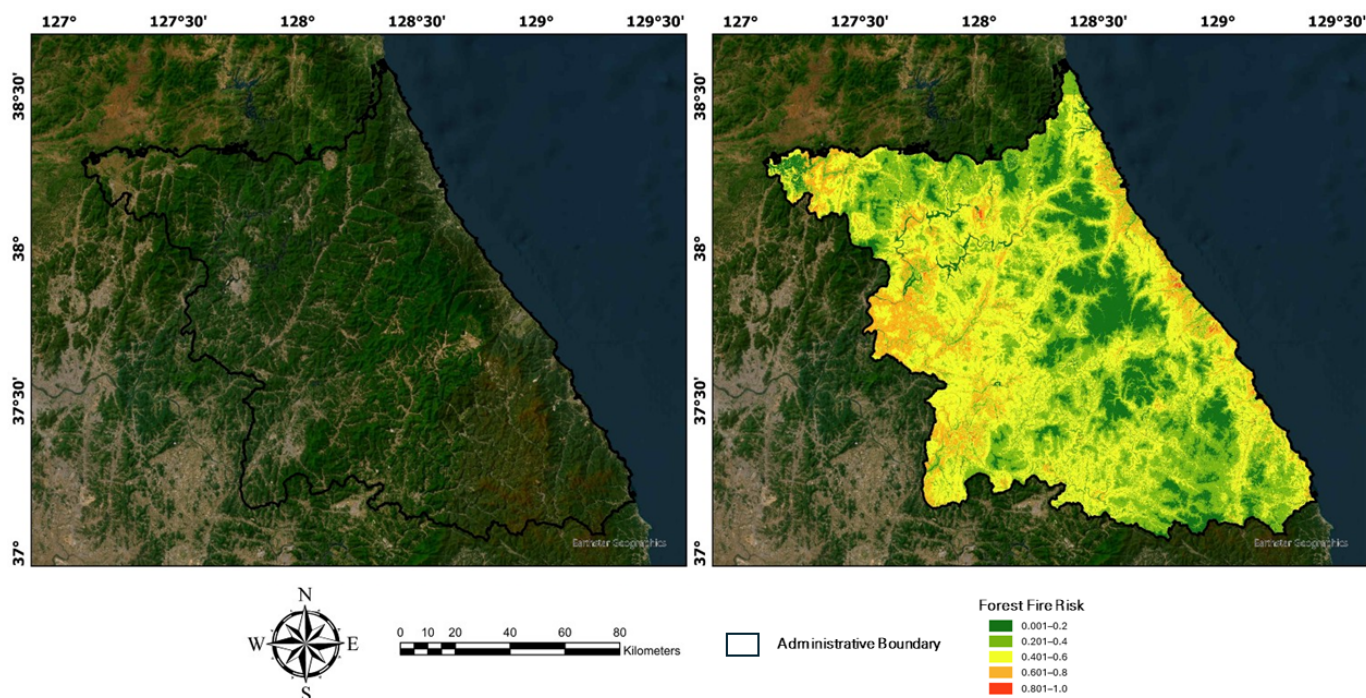 127° 127°30' 128° 128°30' 129° 129°30' 127° 127°30' 128° 128°30' 129° 129°30'
38°30'
38°
37°30'
37°
Earthstar Geographics
38°30'
38°
37°30'
37°
Earthstar Geographics
N
W E
S
0 10 20 40 60 80
Kilometers
Administrative Boundary
Forest Fire Risk
0.001–0.2
0.201–0.4
0.401–0.6
0.601–0.8
0.801–1.0